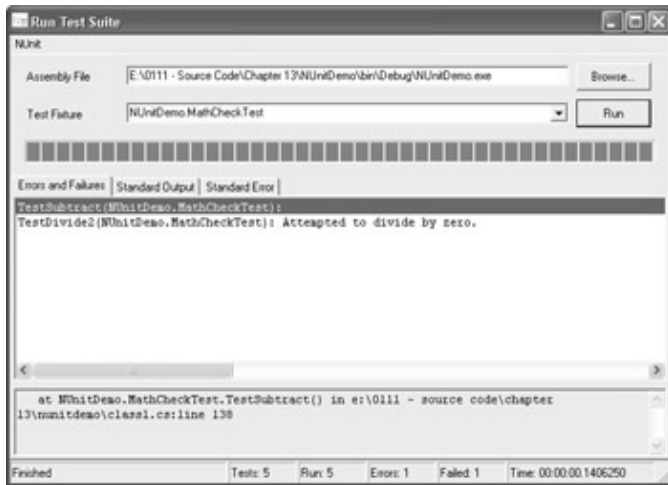 Run Test Suite
NUnit
Assembly File E:\0111 - Source Code\Chapter 13\NUnitDemo\bin\Debug\NUnitDemo.exe Browse...
Test Fixture NUnitDemo.MathCheckTest Run
Errors and Failures Standard Output Standard Error
TestSubtract(NUnitDemo.MathCheckTest):
TestDivide2(NUnitDemo.MathCheckTest): Attempted to divide by zero.
at NUnitDemo.MathCheckTest.TestSubtract() in e:\0111 - source code\chapter
13\nunitdemo\class1.cs:line 138
Finished Tests: 5 Run: 5 Errors: 1 Failed: 1 Time: 00:00:00.1406250